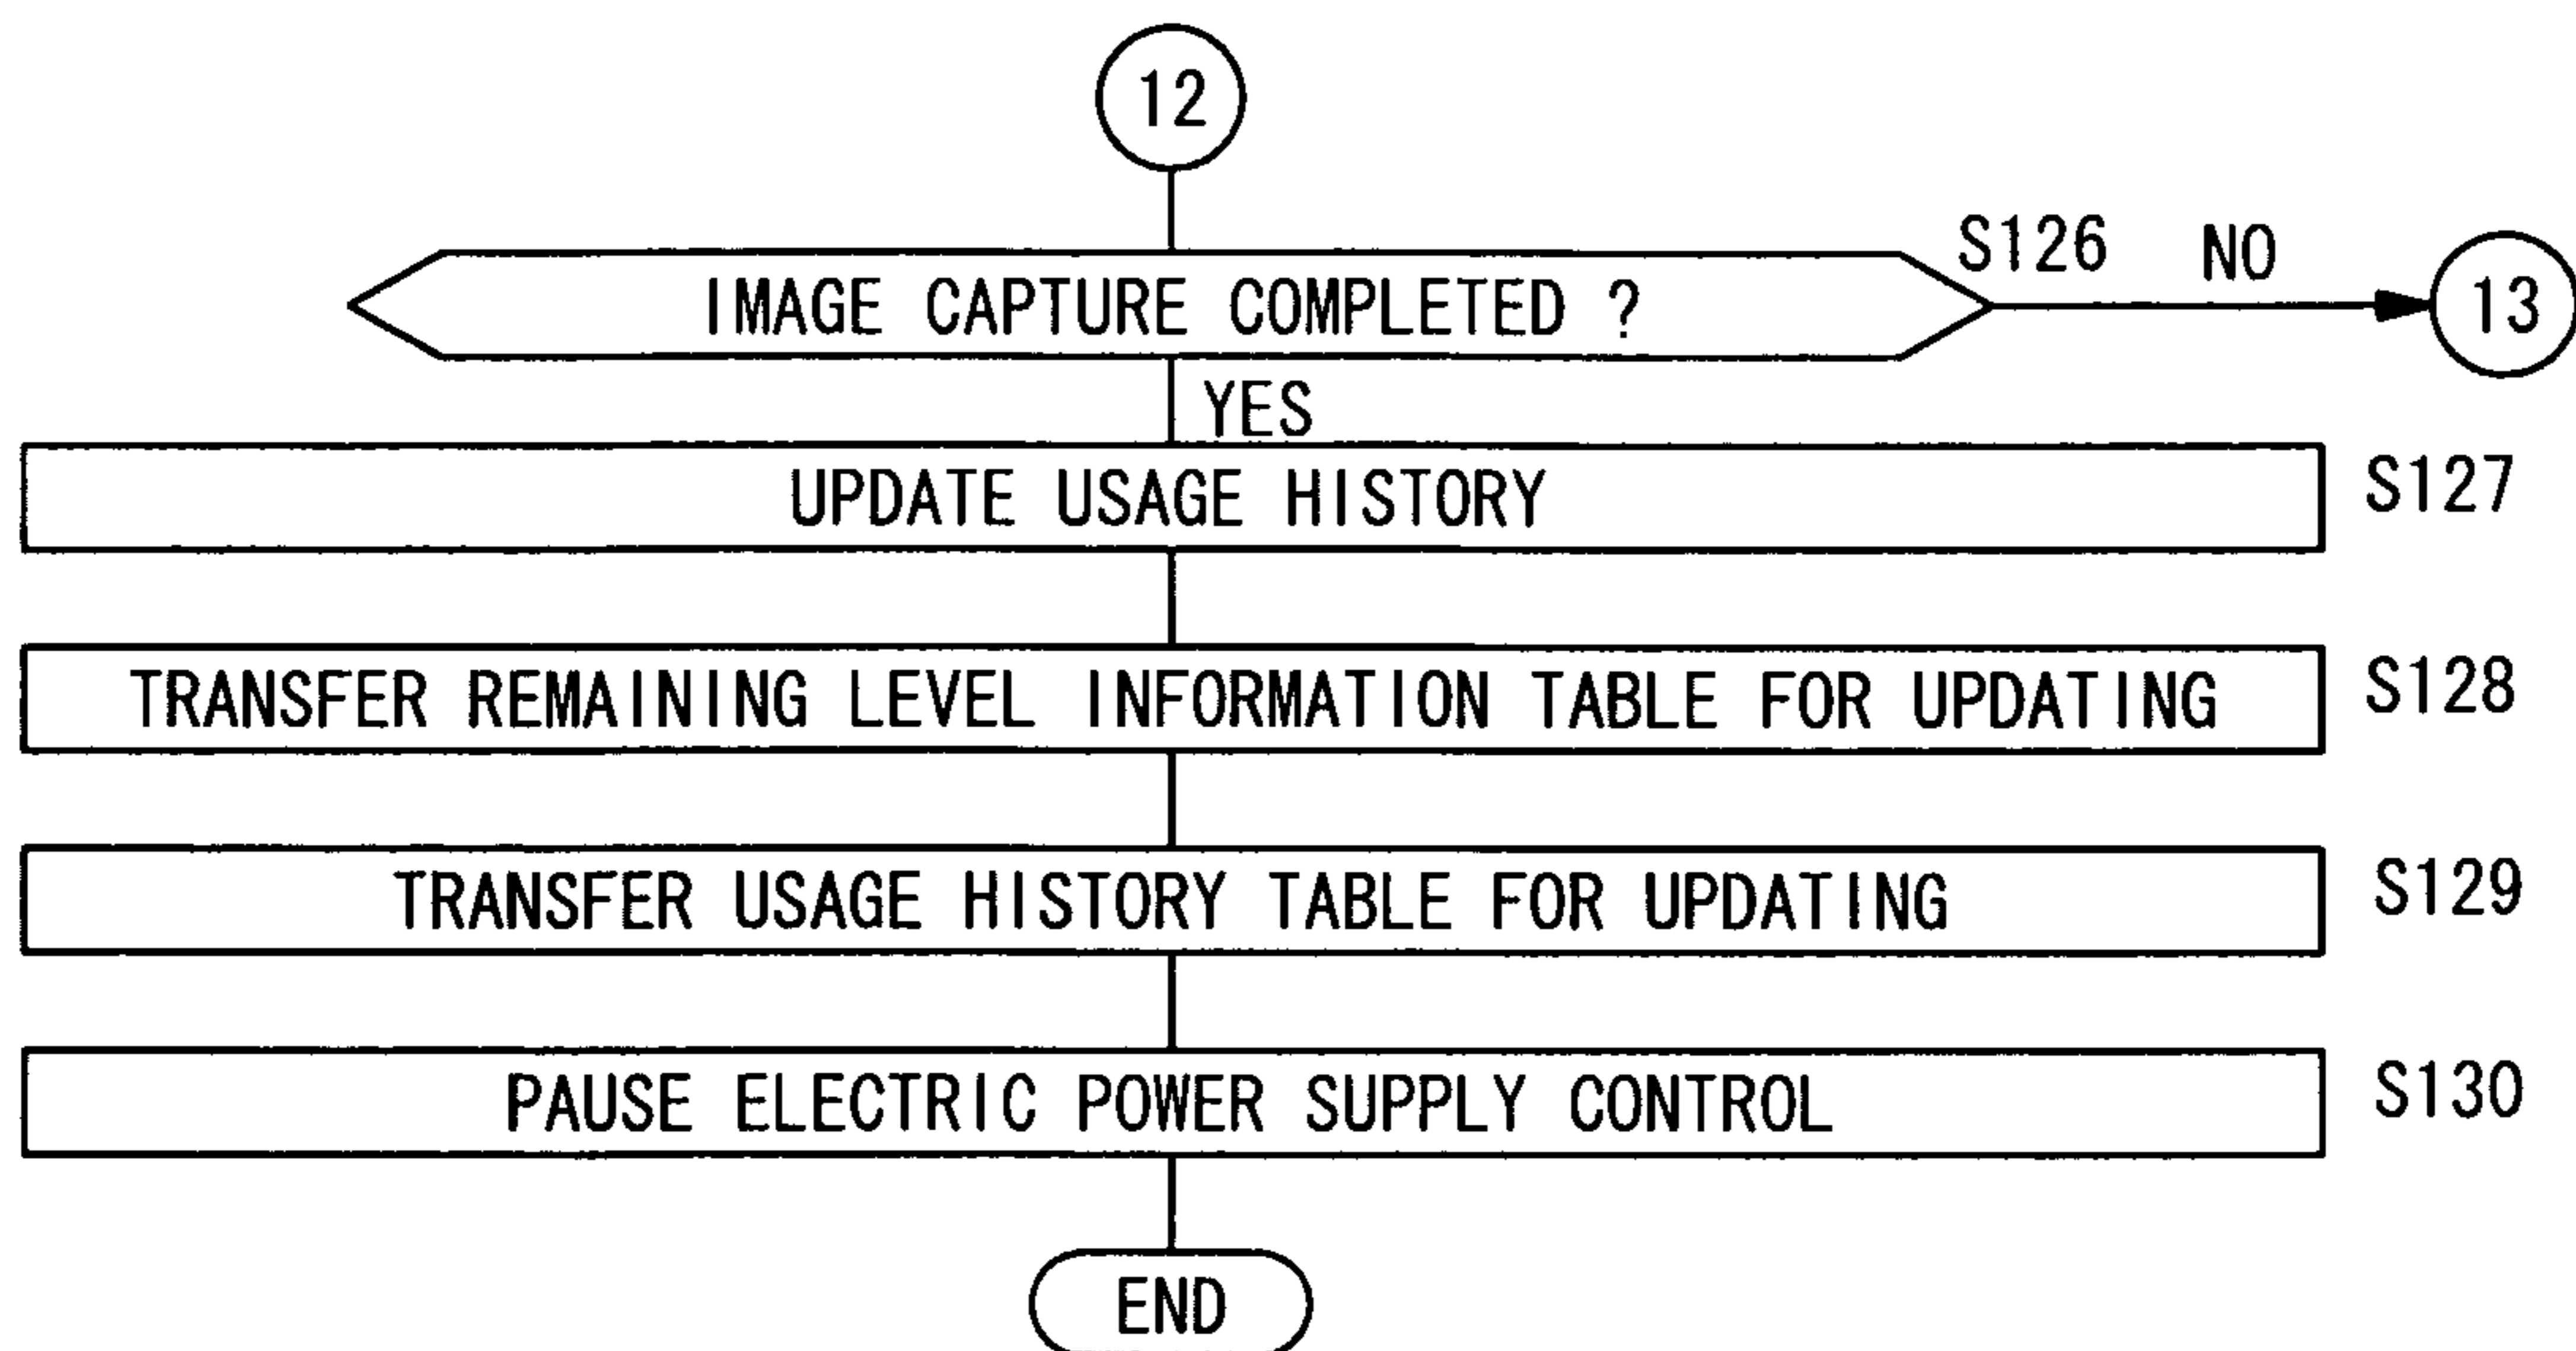 12
S126 NO
IMAGE CAPTURE COMPLETED ?
13
YES
UPDATE USAGE HISTORY
S127
TRANSFER REMAINING LEVEL INFORMATION TABLE FOR UPDATING
S128
TRANSFER USAGE HISTORY TABLE FOR UPDATING
S129
PAUSE ELECTRIC POWER SUPPLY CONTROL
S130
END